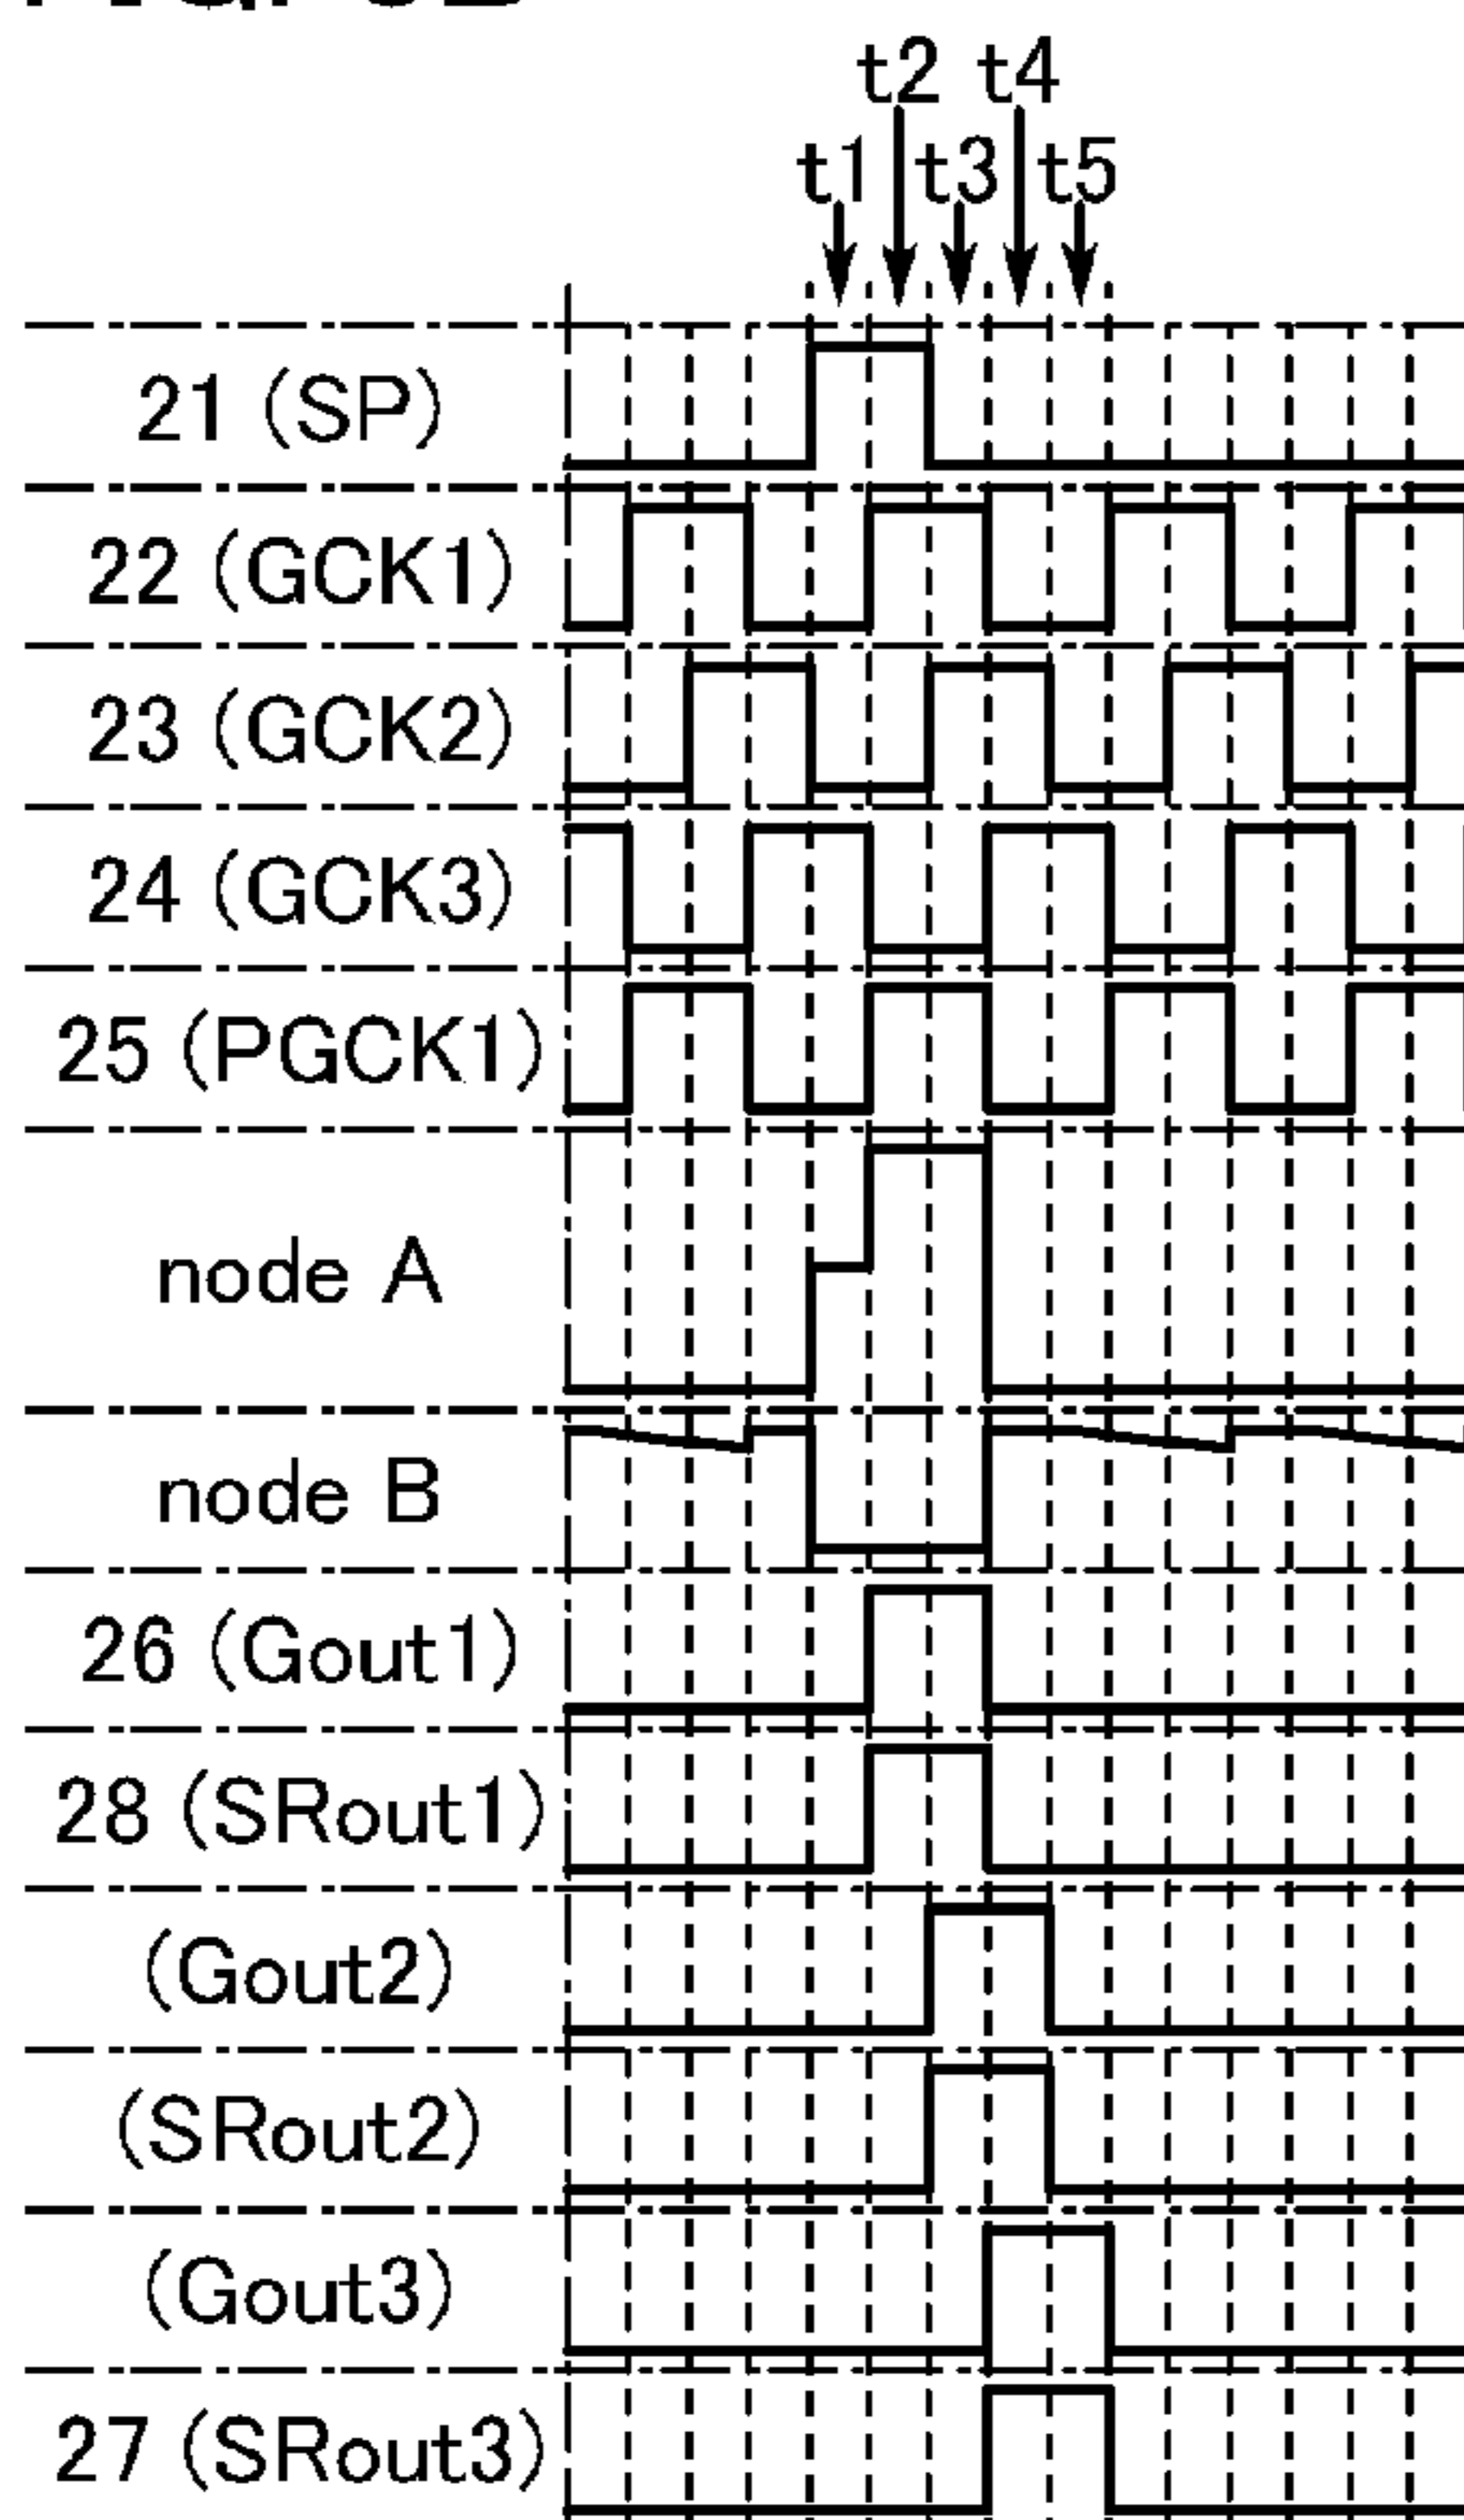 t2 t4
t1 t3 t5
21 (SP)
22 (GCK1)
23 (GCK2)
24 (GCK3)
25 (PGCK1)
node A
node B
26 (Gout1)
28 (SRout1)
(Gout2)
(SRout2)
(Gout3)
27 (SRout3)